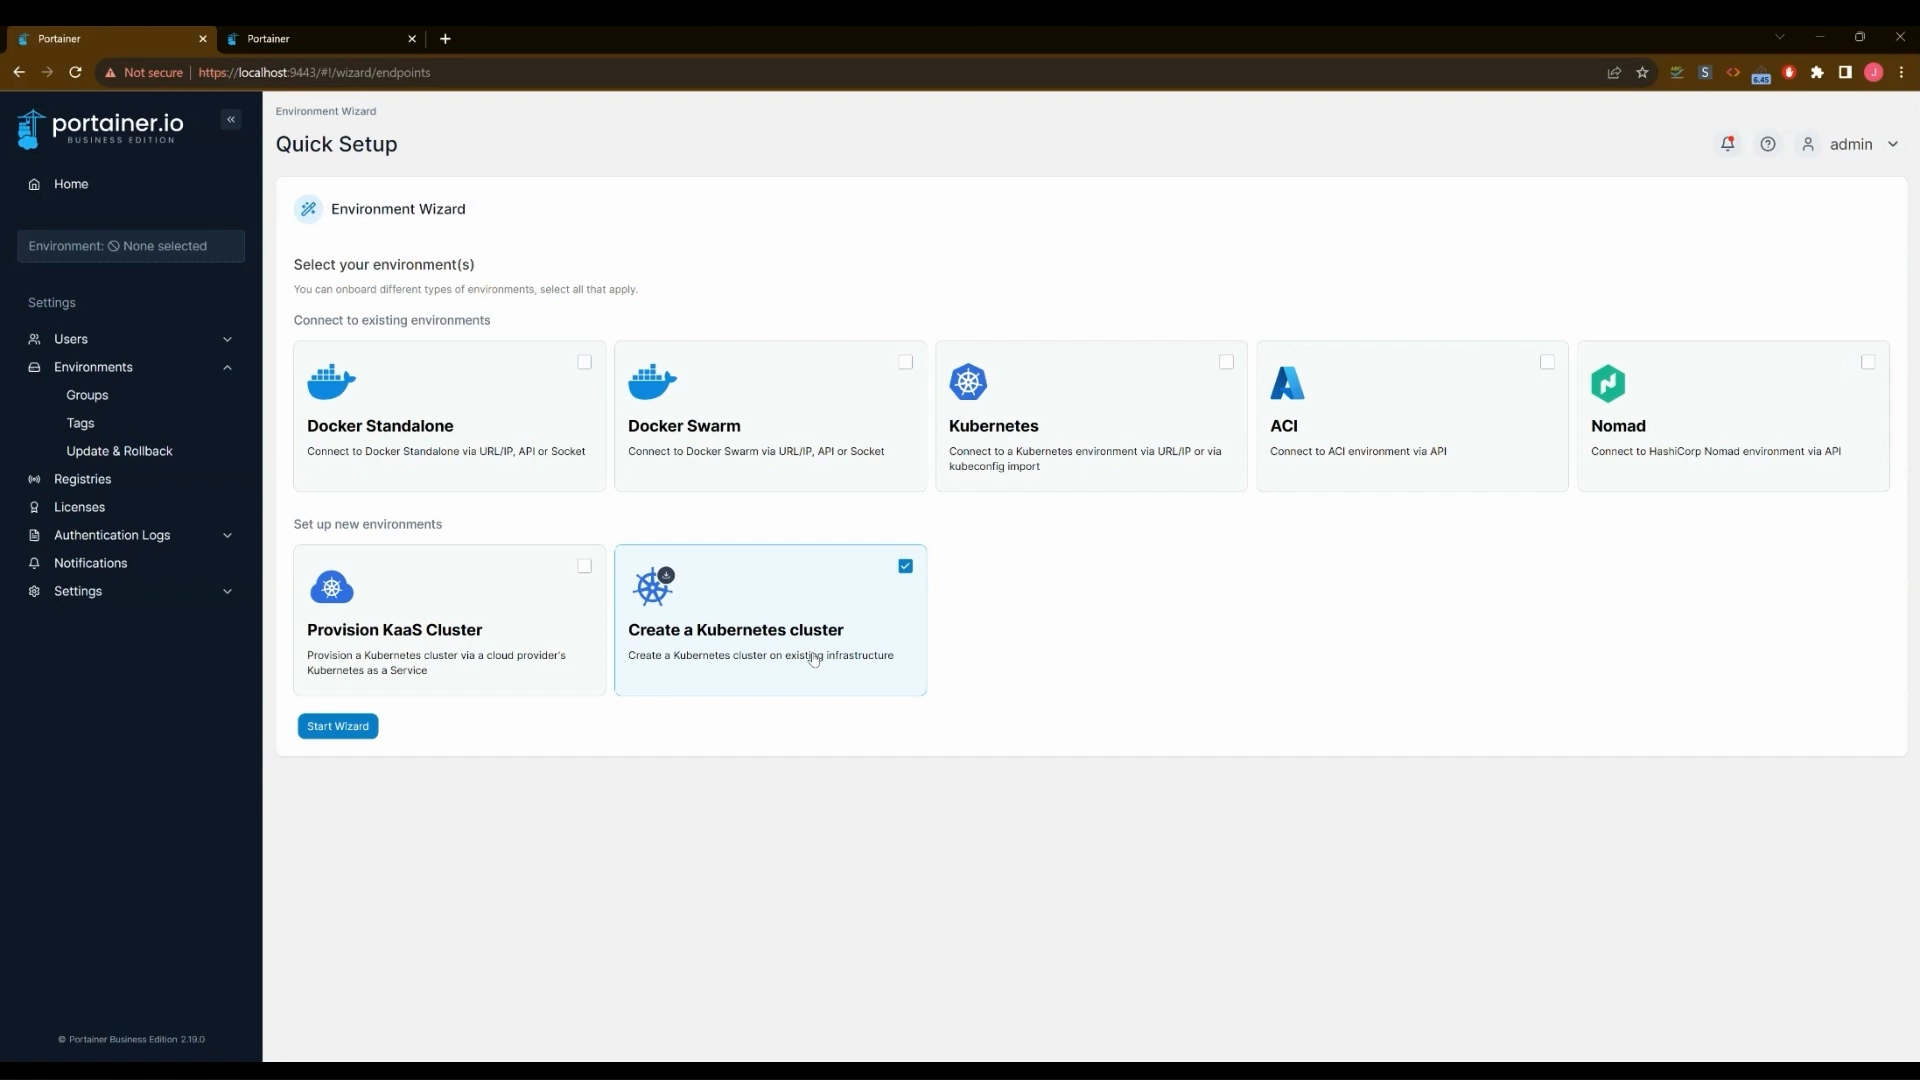 Portainer
Portainer
Not secure
https://localhost:9443/#!/wizard/endpoints
S
6.45
J
portainer.io
BUSINESS EDITION
Home
Environment: None selected
Settings
Users
Environments
Groups
Tags
Update & Rollback
Registries
Licenses
Authentication Logs
Notifications
Settings
© Portainer Business Edition 2.19.0
Environment Wizard
Quick Setup
admin
Environment Wizard
Select your environment(s)
You can onboard different types of environments, select all that apply.
Connect to existing environments
Docker Standalone
Connect to Docker Standalone via URL/IP, API or Socket
Docker Swarm
Connect to Docker Swarm via URL/IP, API or Socket
Kubernetes
Connect to a Kubernetes environment via URL/IP or via
kubeconfig import
ACI
Connect to ACI environment via API
Nomad
Connect to HashiCorp Nomad environment via API
Set up new environments
Provision KaaS Cluster
Provision a Kubernetes cluster via a cloud provider's
Kubernetes as a Service
Create a Kubernetes cluster
Create a Kubernetes cluster on existing infrastructure
Start Wizard